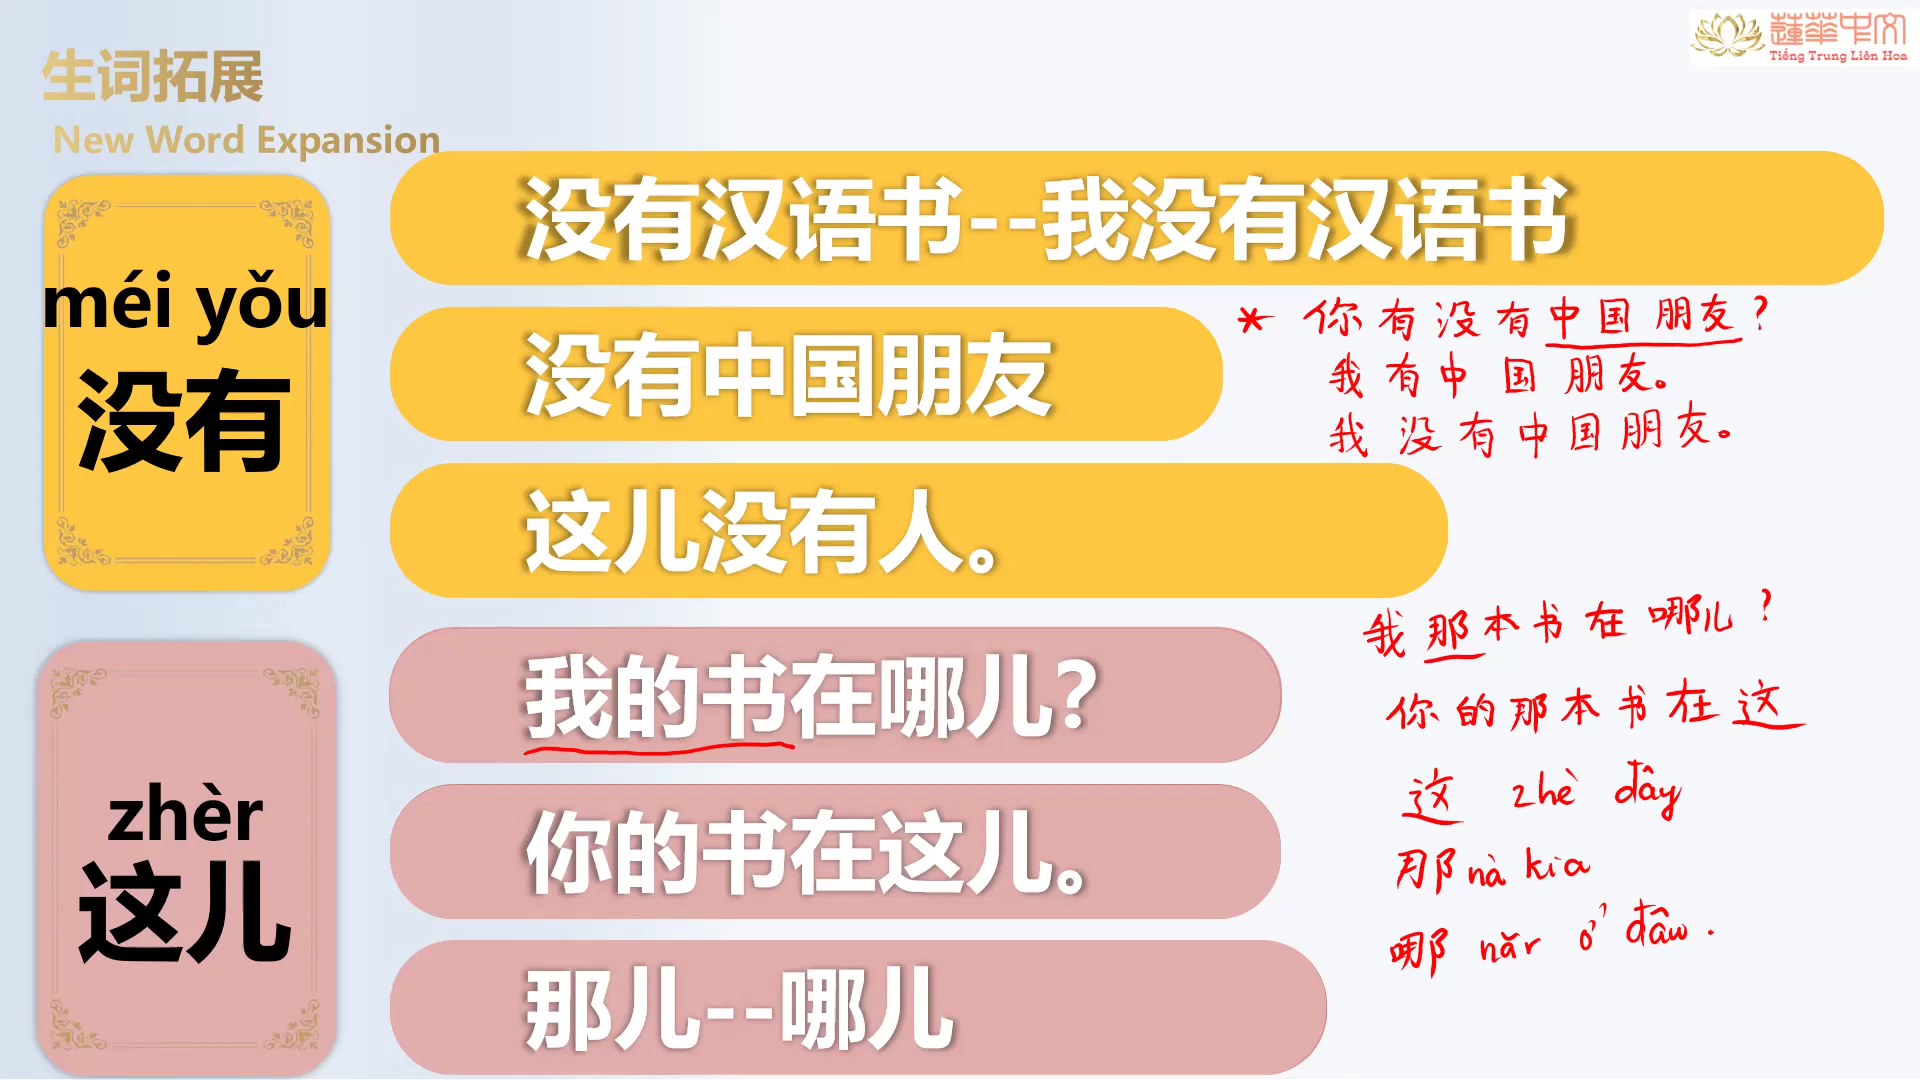 生词拓展
New Word Expansion
蓮華中文
Tiếng Trung Liên Hoa
méi yǒu
没有
没有汉语书--我没有汉语书
没有中国朋友
这儿没有人。
* 你有没有中国朋友?
我有中国朋友。
我没有中国朋友。
zhèr
这儿
我的书在哪儿?
你的书在这儿。
那儿--哪儿
我那本书在哪儿?
你的那本书在这
这 zhè đây
那 nà kia
哪 nǎr ở đâu.